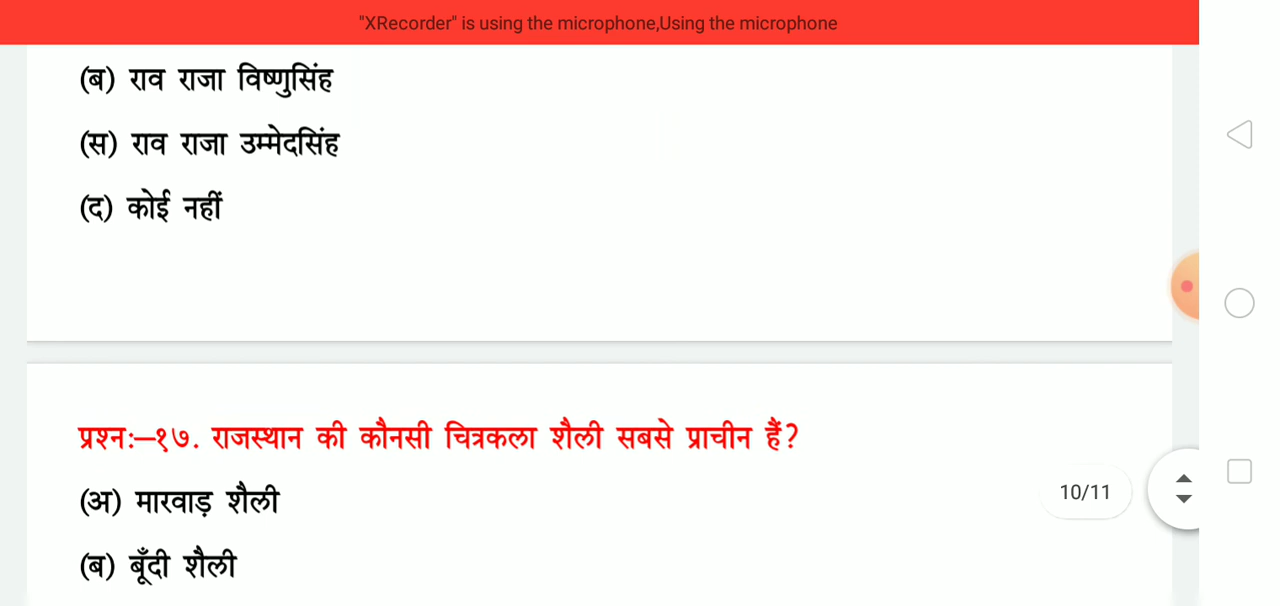 "XRecorder" is using the microphone,Using the microphone
(ब) राव राजा विष्णुसिंह
(स) राव राजा उम्मेदसिंह
(द) कोई नहीं
प्रश्नः–१७. राजस्थान की कौनसी चित्रकला शैली सबसे प्राचीन हैं?
(अ) मारवाड़ शैली
10/11
(ब) बूँदी शैली